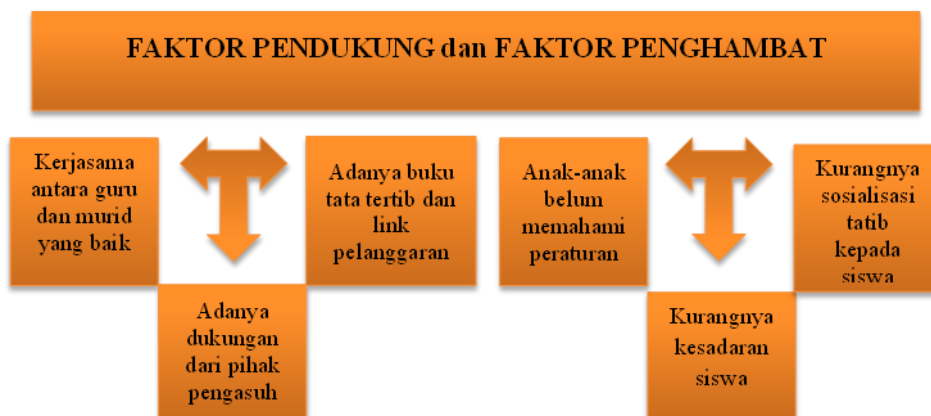 FAKTOR PENDUKUNG dan FAKTOR PENGHAMBAT
Kerjasama
antara guru
dan murid
yang baik
Adanya buku
tata tertib dan
link
pelanggaran
Adanya
dukungan
dari pihak
pengasuh
Anak-anak
belum
memahami
peraturan
Kurangnya
sosialisasi
tatib
kepada
siswa
Kurangnya
kesadaran
siswa